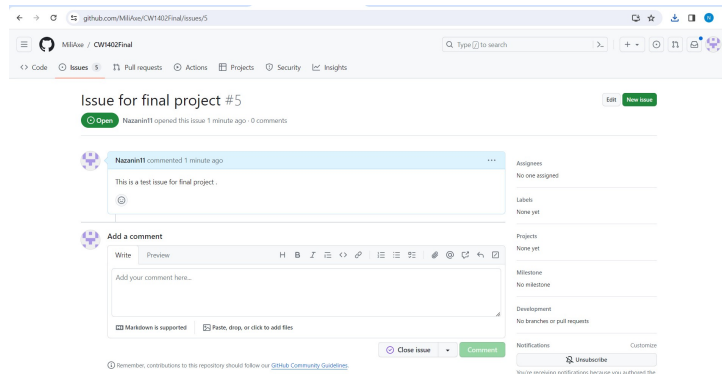 github.com/MiliAxe/CW1402Final/issues/5
MiliAxe / CW1402Final
Type / to search
Code Issues 5 Pull requests Actions Projects Security Insights
Issue for final project #5
Edit New issue
Open Nazanin11 opened this issue 1 minute ago · 0 comments
Nazanin11 commented 1 minute ago
This is a test issue for final project .
Assignees
No one assigned
Labels
None yet
Add a comment
Projects
None yet
Write Preview
Add your comment here...
Milestone
No milestone
Development
No branches or pull requests
Markdown is supported Paste, drop, or click to add files
Close issue Comment
Notifications Customize
Unsubscribe
Remember, contributions to this repository should follow our GitHub Community Guidelines.
You're receiving notifications because you authored the